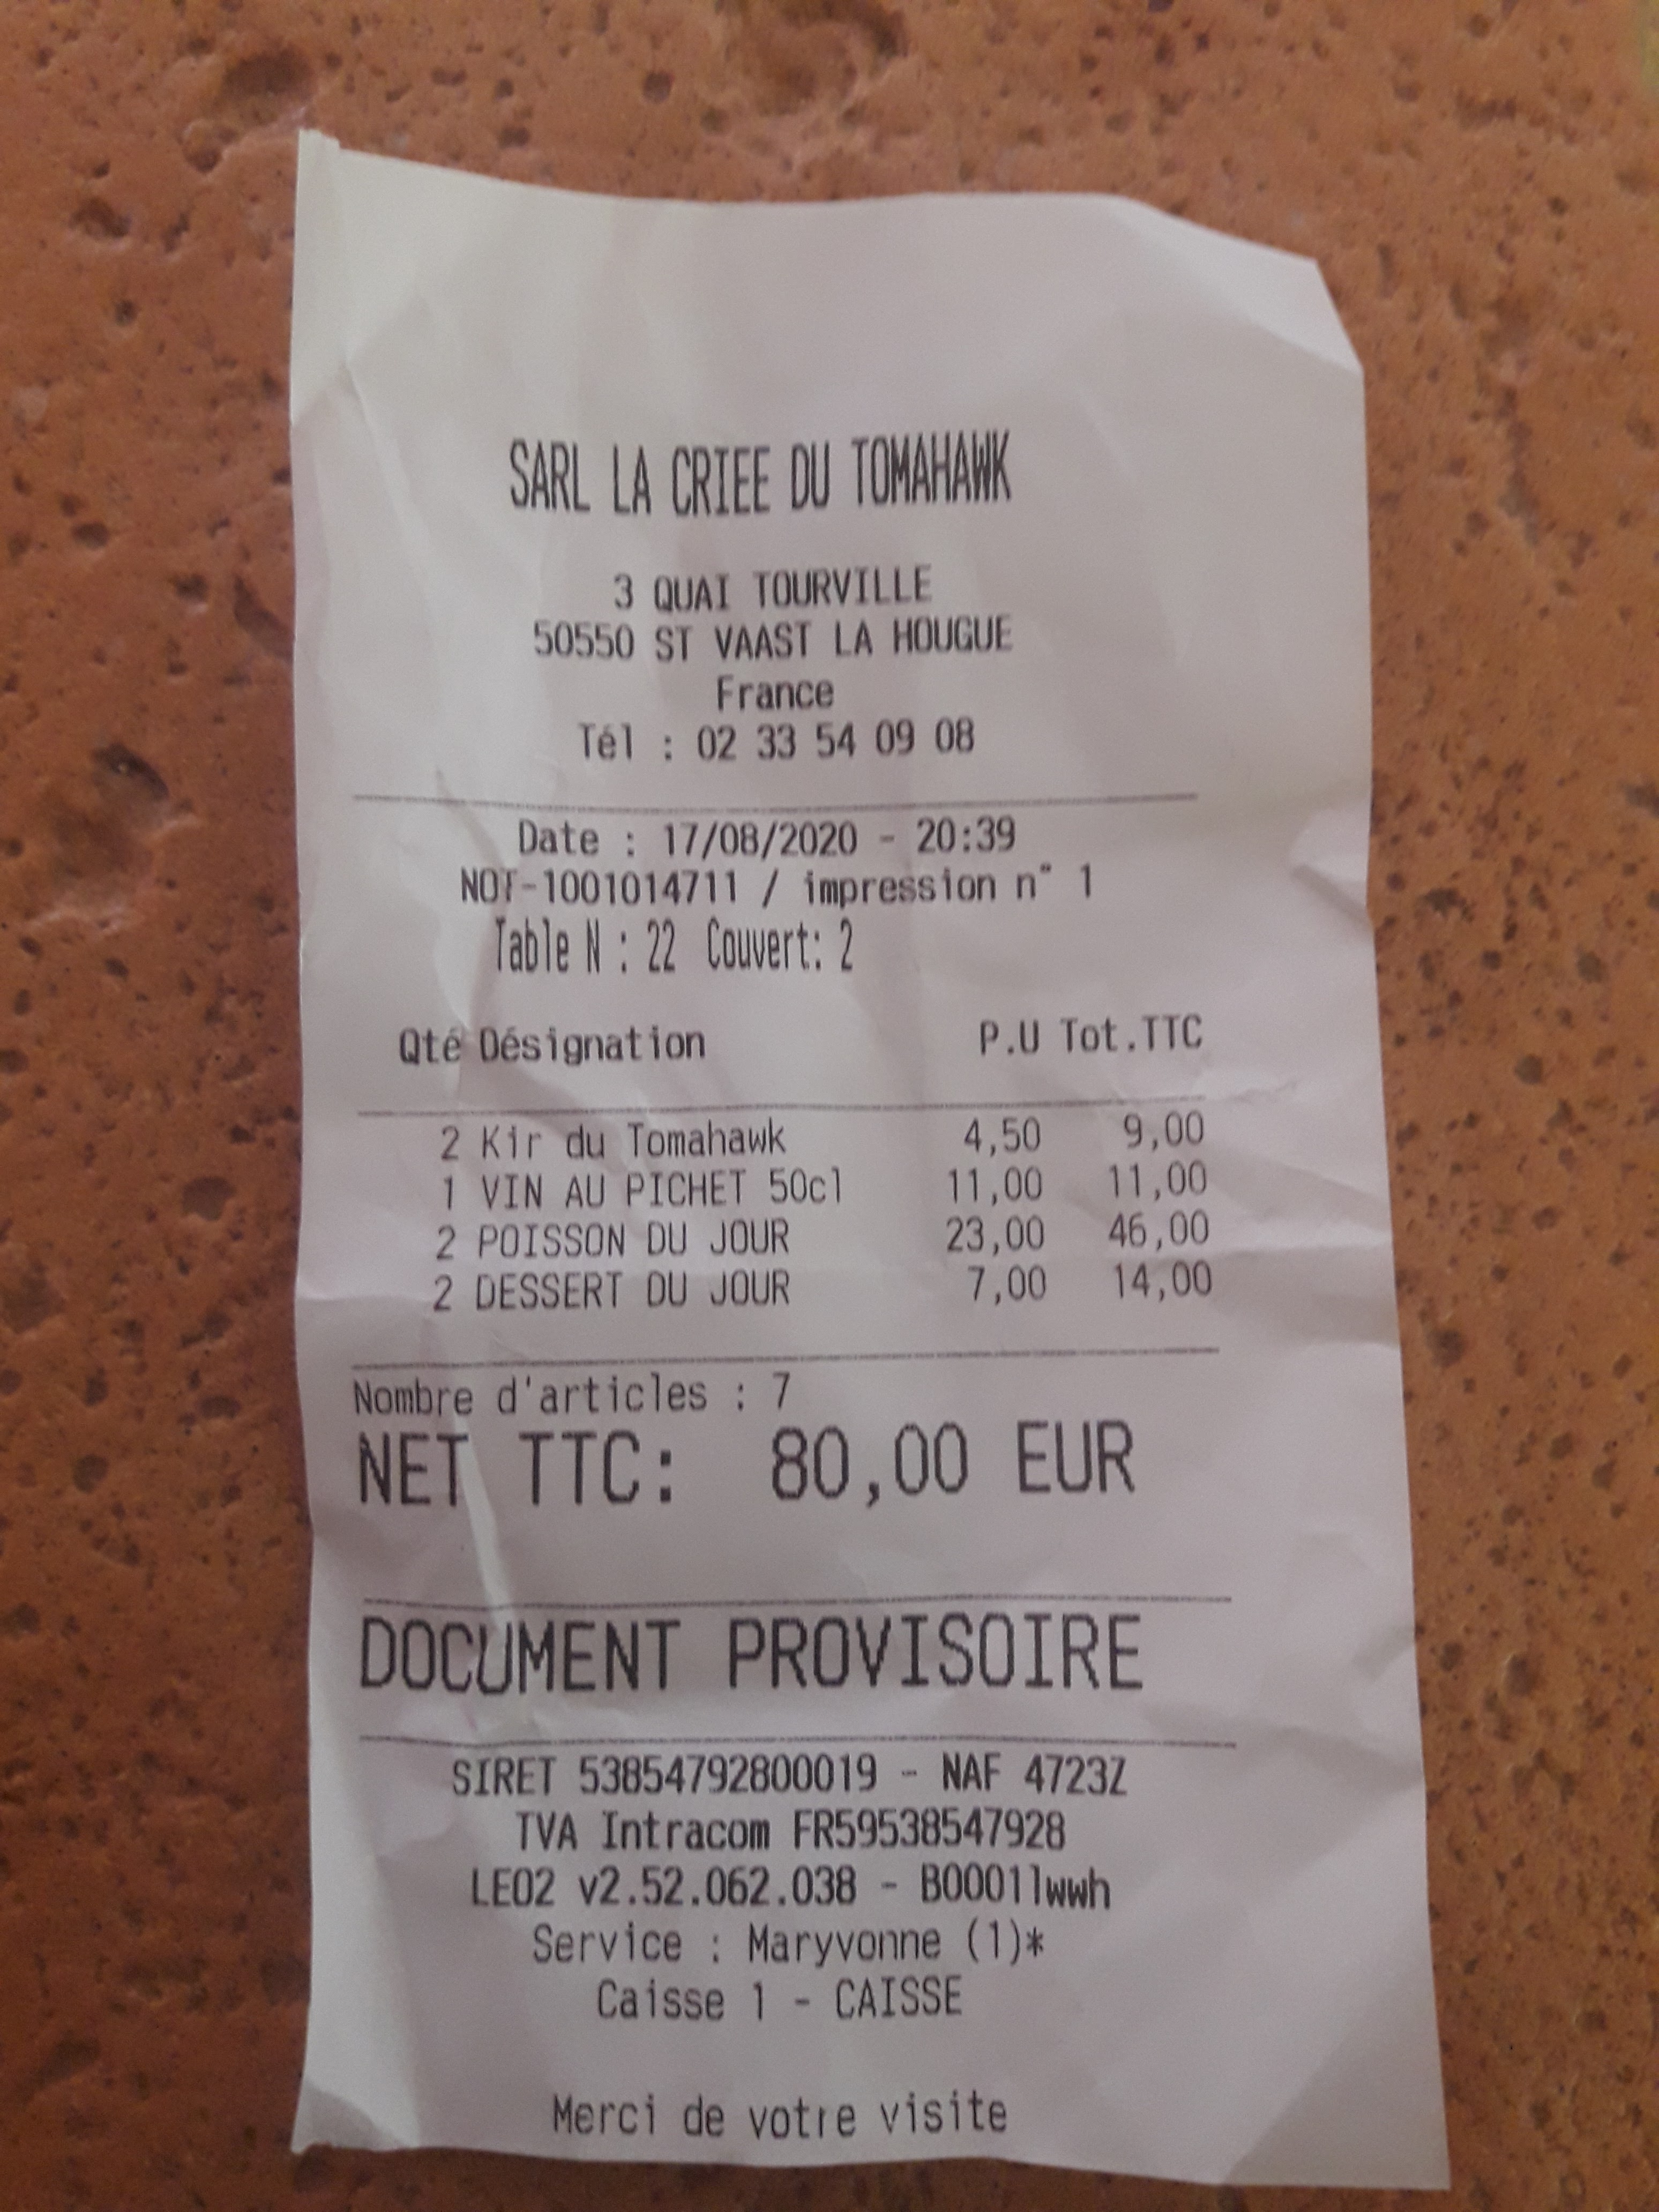 SARL LA CRIEE DU TOMAHAWK
3 QUAI TOURVILLE
50550 ST VAAST LA HOUGUE
France
Tél : 02 33 54 09 08
Date : 17/08/2020 - 20:39
NOT-1001014711 / impression n° 1
Table N : 22 Couvert: 2
Qté Désignation P.U Tot.TTC
2 Kir du Tomahawk 4,50 9,00
1 VIN AU PICHET 50cl 11,00 11,00
2 POISSON DU JOUR 23,00 46,00
2 DESSERT DU JOUR 7,00 14,00
Nombre d'articles : 7
NET TTC: 80,00 EUR
DOCUMENT PROVISOIRE
SIRET 53854792800019 - NAF 4723Z
TVA Intracom FR59538547928
LEO2 v2.52.062.038 - B00011wwh
Service : Maryvonne (1)*
Caisse 1 - CAISSE
Merci de votre visite